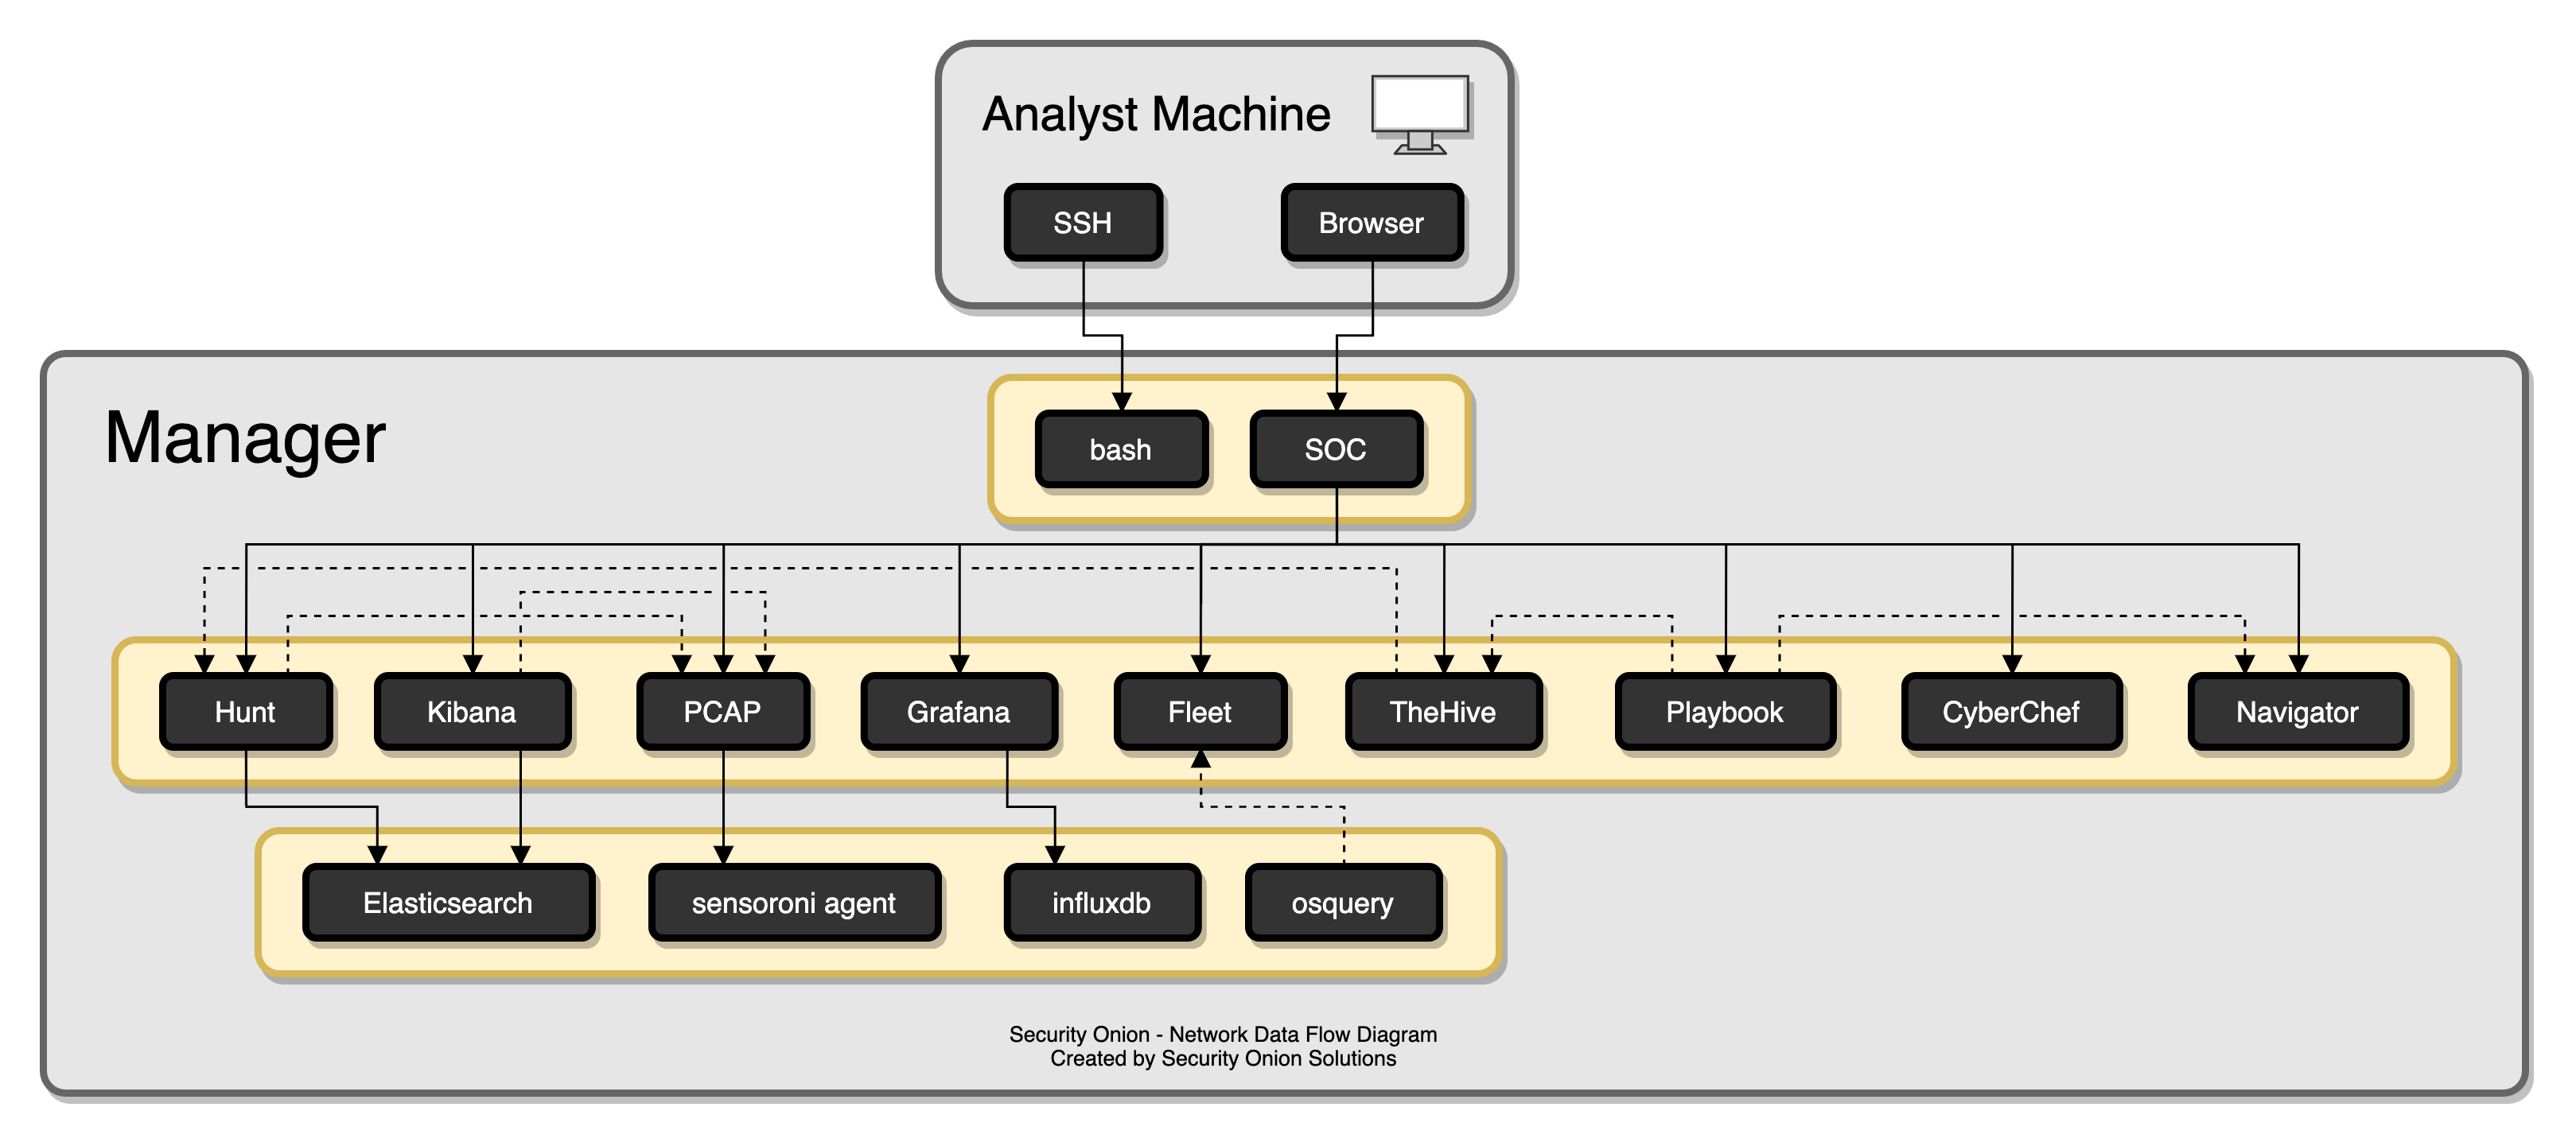 Analyst Machine
SSH
Browser
Manager
bash
SOC
Hunt
Kibana
PCAP
Grafana
Fleet
TheHive
Playbook
CyberChef
Navigator
Elasticsearch
sensoroni agent
influxdb
osquery
Security Onion - Network Data Flow Diagram
Created by Security Onion Solutions